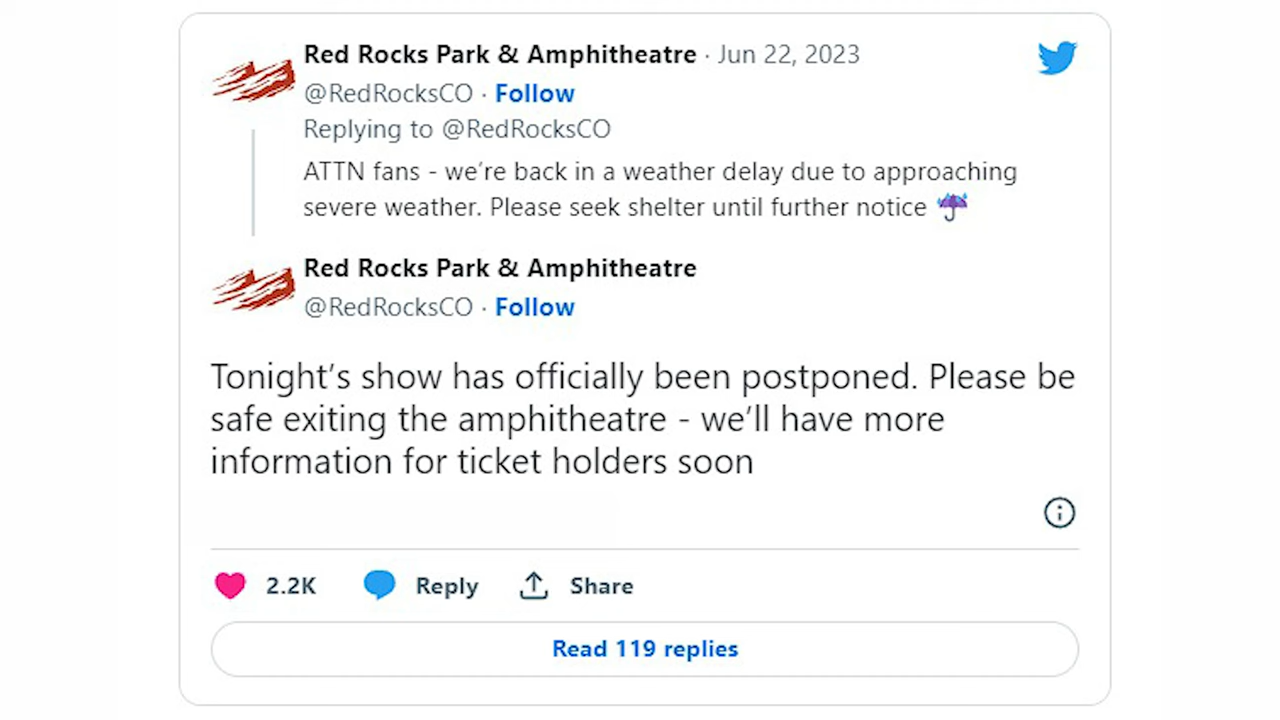 Red Rocks Park & Amphitheatre · Jun 22, 2023
@RedRocksCO · Follow
Replying to @RedRocksCO
ATTN fans - we’re back in a weather delay due to approaching
severe weather. Please seek shelter until further notice ☔
Red Rocks Park & Amphitheatre
@RedRocksCO · Follow
Tonight’s show has officially been postponed. Please be
safe exiting the amphitheatre - we’ll have more
information for ticket holders soon
2.2K Reply Share
Read 119 replies